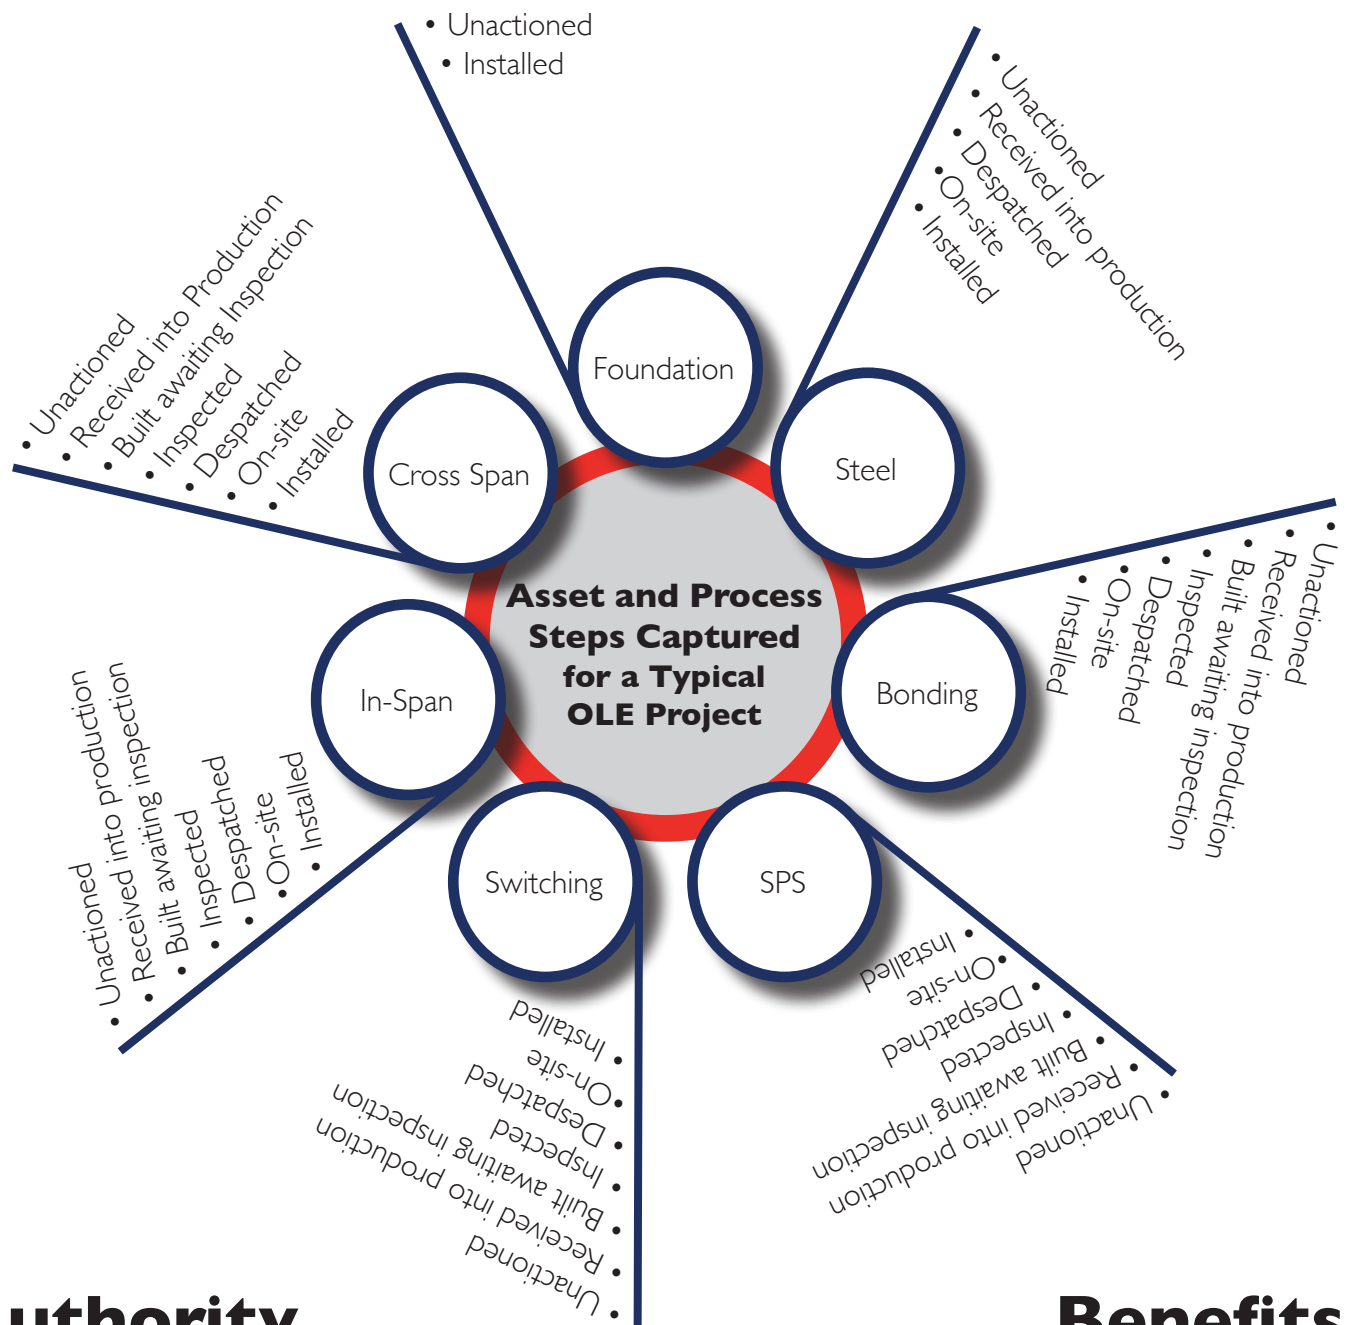 Unactioned
Installed
Foundation
Unactioned
Received into production
Despatched
On-site
Installed
Steel
Unactioned
Received into production
Built awaiting inspection
Inspected
Despatched
On-site
Installed
Bonding
Unactioned
Received into production
Built awaiting inspection
Inspected
Despatched
On-site
Installed
SPS
Unactioned
Received into production
Built awaiting inspection
Inspected
Despatched
On-site
Installed
Switching
Unactioned
Received into production
Built awaiting inspection
Inspected
Despatched
On-site
Installed
In-Span
Unactioned
Received into Production
Built awaiting Inspection
Inspected
Despatched
On-site
Installed
Cross Span
Asset and Process
Steps Captured
for a Typical
OLE Project
uthority
Benefits